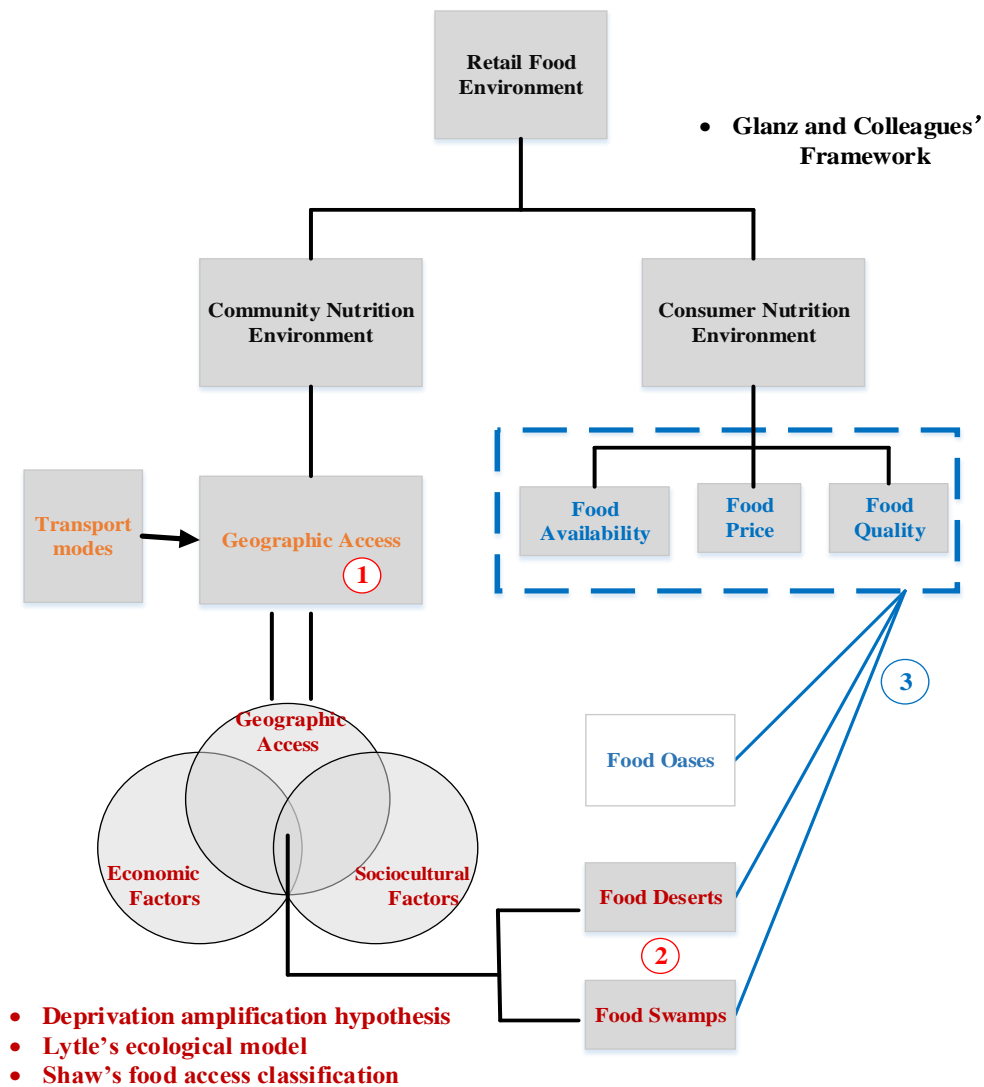 Retail Food
Environment
• Glanz and Colleagues’
Framework
Community Nutrition
Environment
Consumer Nutrition
Environment
Transport
modes
Geographic Access
1
Food
Availability
Food
Price
Food
Quality
3
Geographic
Access
Economic
Factors
Sociocultural
Factors
Food Oases
Food Deserts
2
Food Swamps
• Deprivation amplification hypothesis
• Lytle’s ecological model
• Shaw’s food access classification